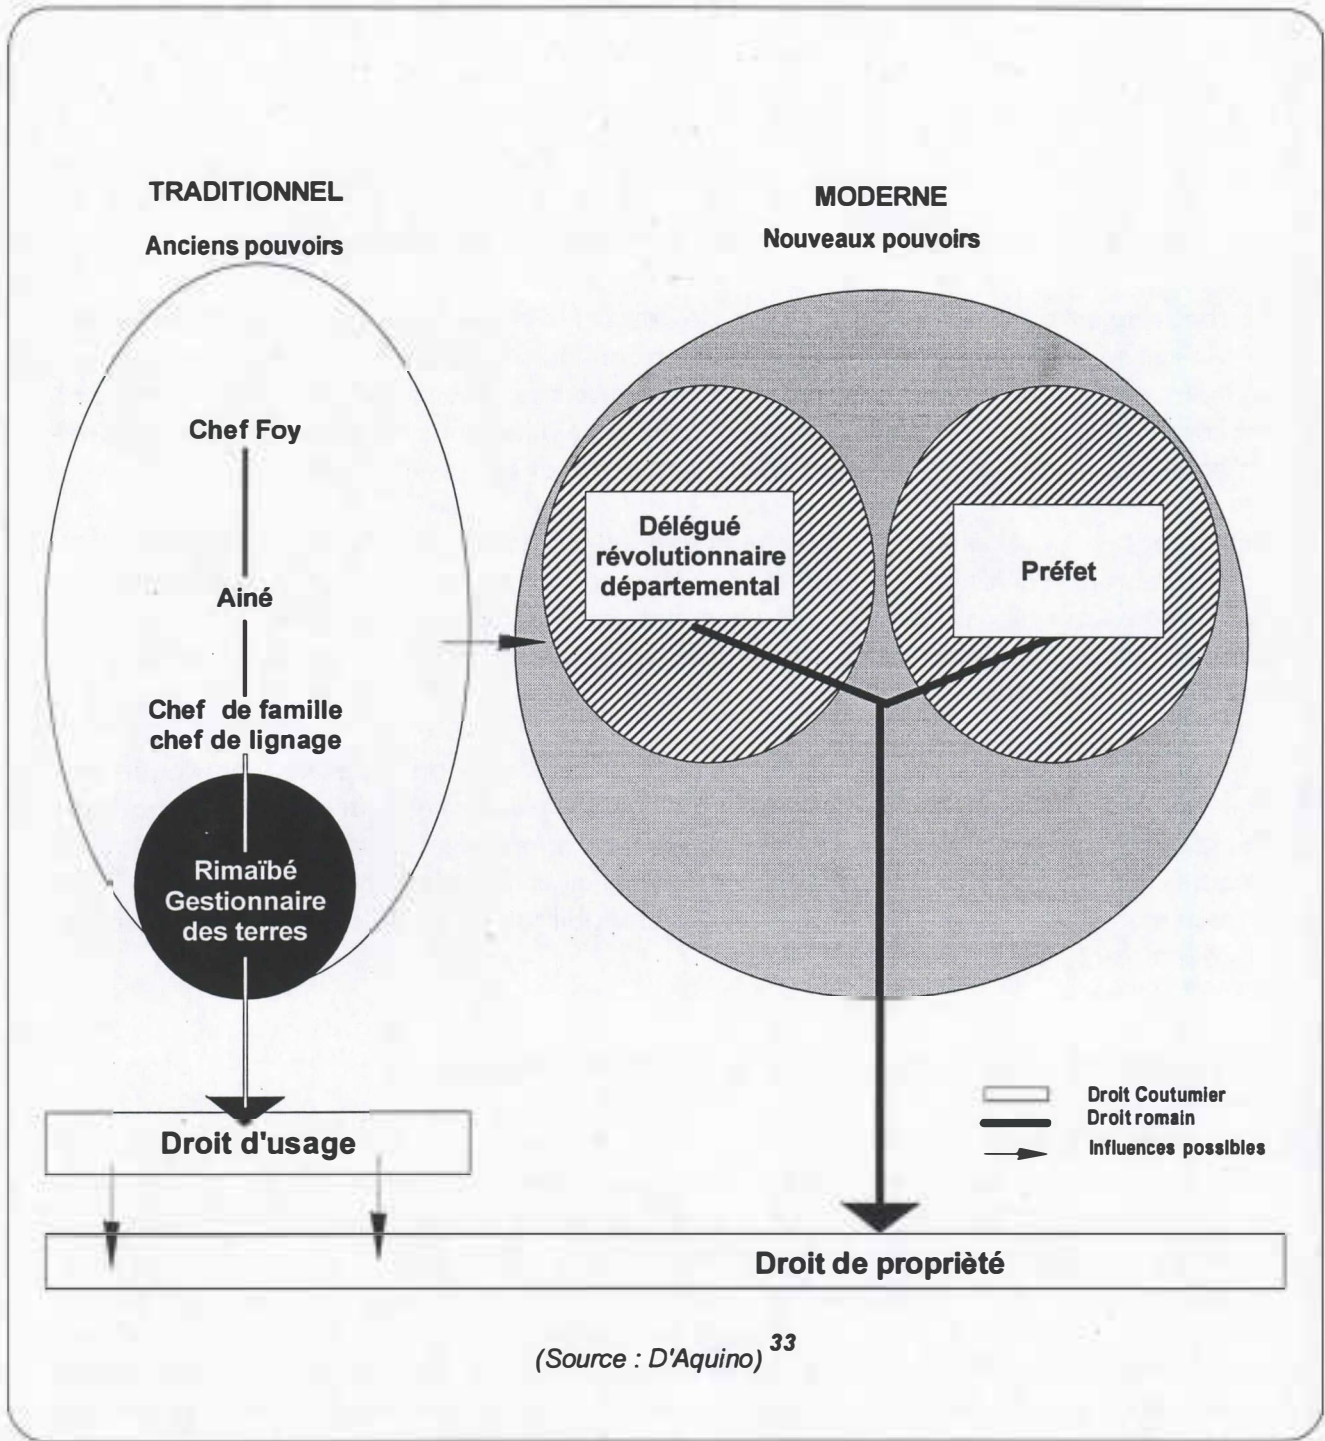 TRADITIONNEL
Anciens pouvoirs
Chef Foy
Ainé
Chef de famille
chef de lignage
Rimaïbé
Gestionnaire
des terres
Droit d'usage
MODERNE
Nouveaux pouvoirs
Délégué
révolutionnaire
départemental
Préfet
Droit Coutumier
Droit romain
Influences possibles
Droit de propriètè
(Source : D'Aquino) 33